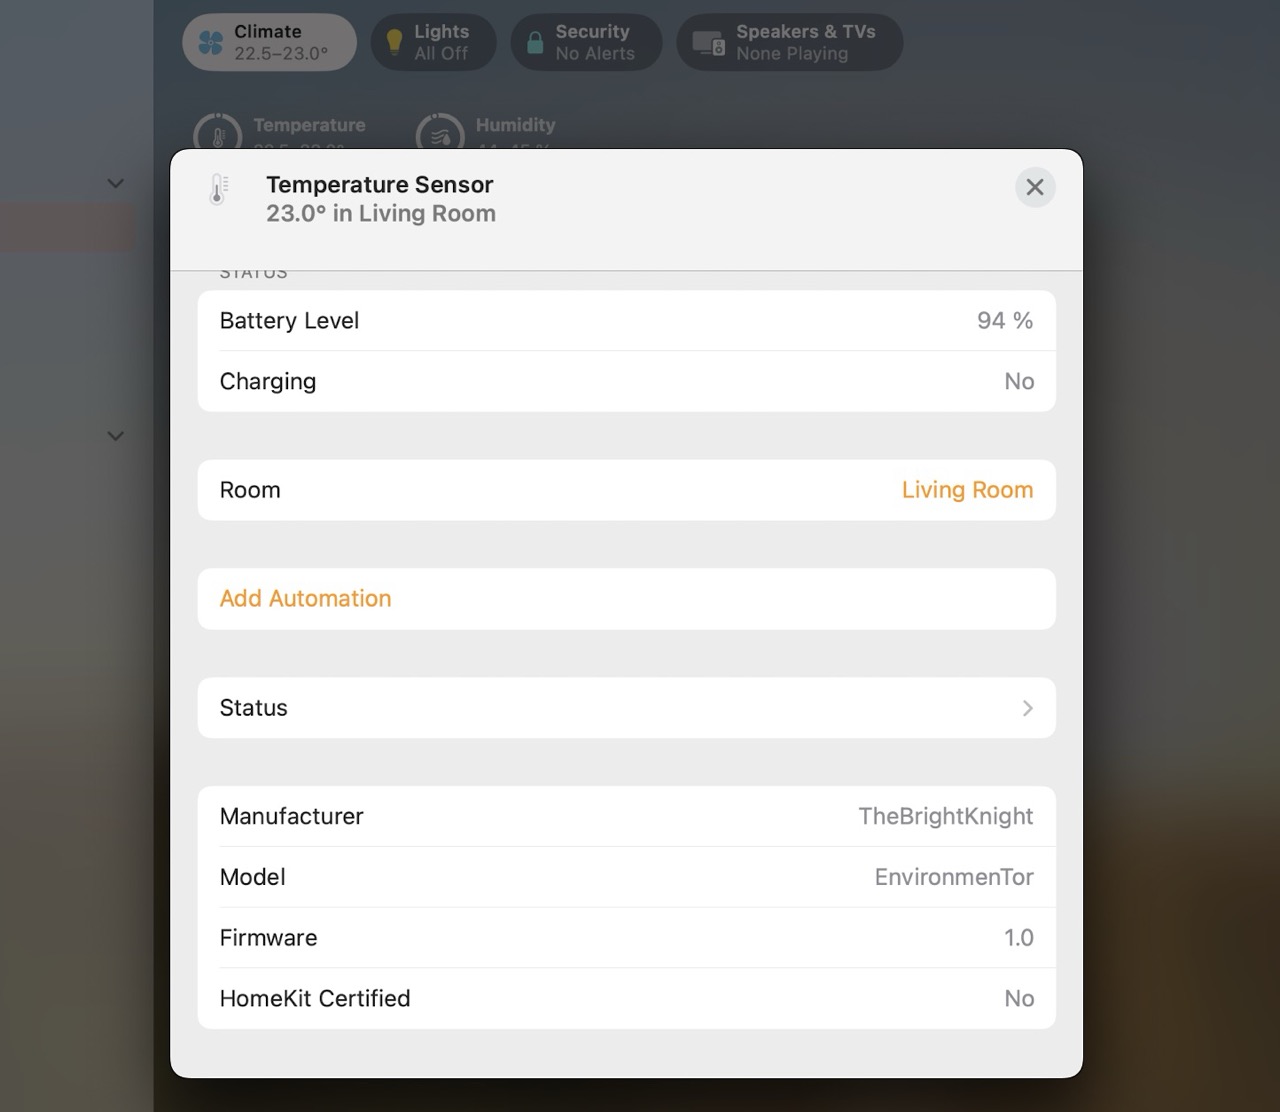 Climate
22.5–23.0°
Lights
All Off
Security
No Alerts
Speakers & TVs
None Playing
Temperature
Humidity
Temperature Sensor
23.0° in Living Room
STATUS
Battery Level
94 %
Charging
No
Room
Living Room
Add Automation
Status
Manufacturer
TheBrightKnight
Model
EnvironmenTor
Firmware
1.0
HomeKit Certified
No